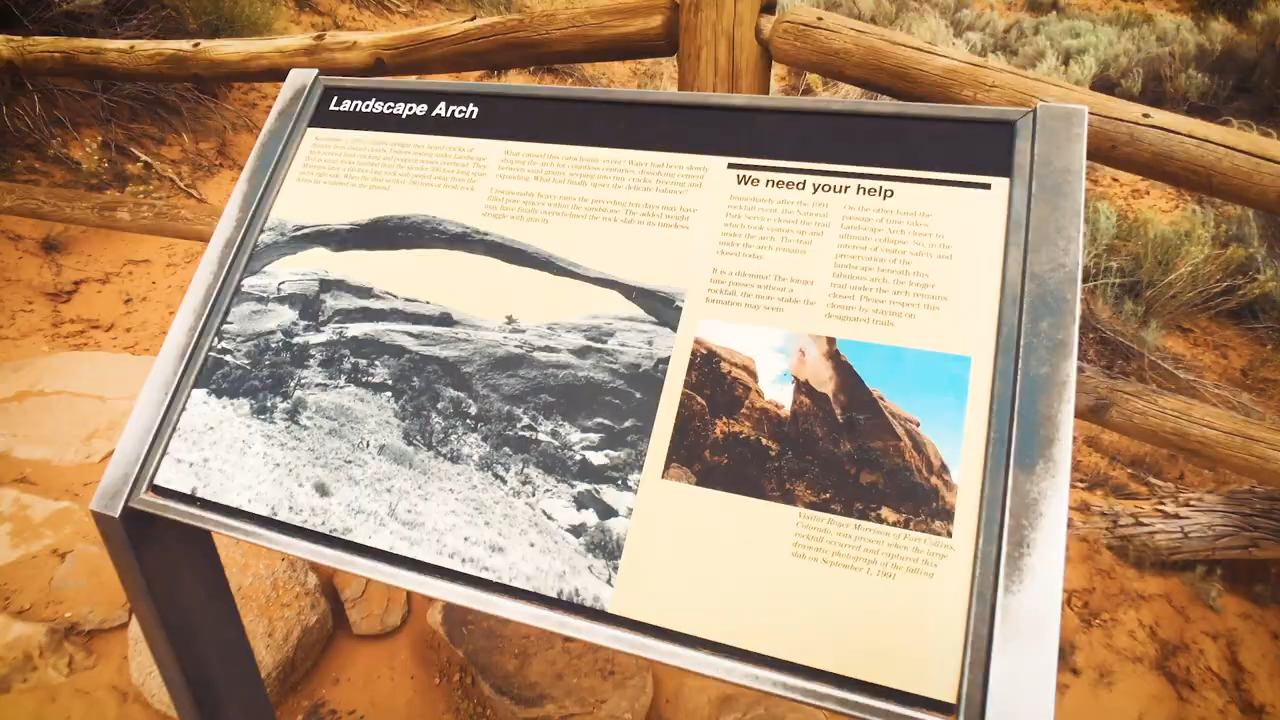 Landscape Arch
What caused this cataclysmic event? Water had been slowly
shaping the arch for countless centuries, dissolving cement
between sand grains, seeping into tiny cracks, freezing and
expanding. What had finally upset the delicate balance?
Unseasonably heavy rains the preceding ten days may have
filled pore spaces within the sandstone. The added weight
may have finally overwhelmed the rock slab in its timeless
struggle with gravity.
We need your help
Immediately after the 1991
rockfall event, the National
Park Service closed the trail
which took visitors up and
under the arch. The trail
under the arch remains
closed today.
It is a dilemma! The longer
time passes without a
rockfall, the more stable the
formation may seem.
On the other hand the
passage of time takes
Landscape Arch closer to
ultimate collapse. So, in the
interest of visitor safety and
preservation of the
landscape beneath this
fabulous arch, the longer
trail under the arch remains
closed. Please respect this
closure by staying on
designated trails.
Visitor Roger Morrison of Fort Collins,
Colorado, was present when the large
rockfall occurred and captured this
dramatic photograph of the falling
slab on September 1, 1991